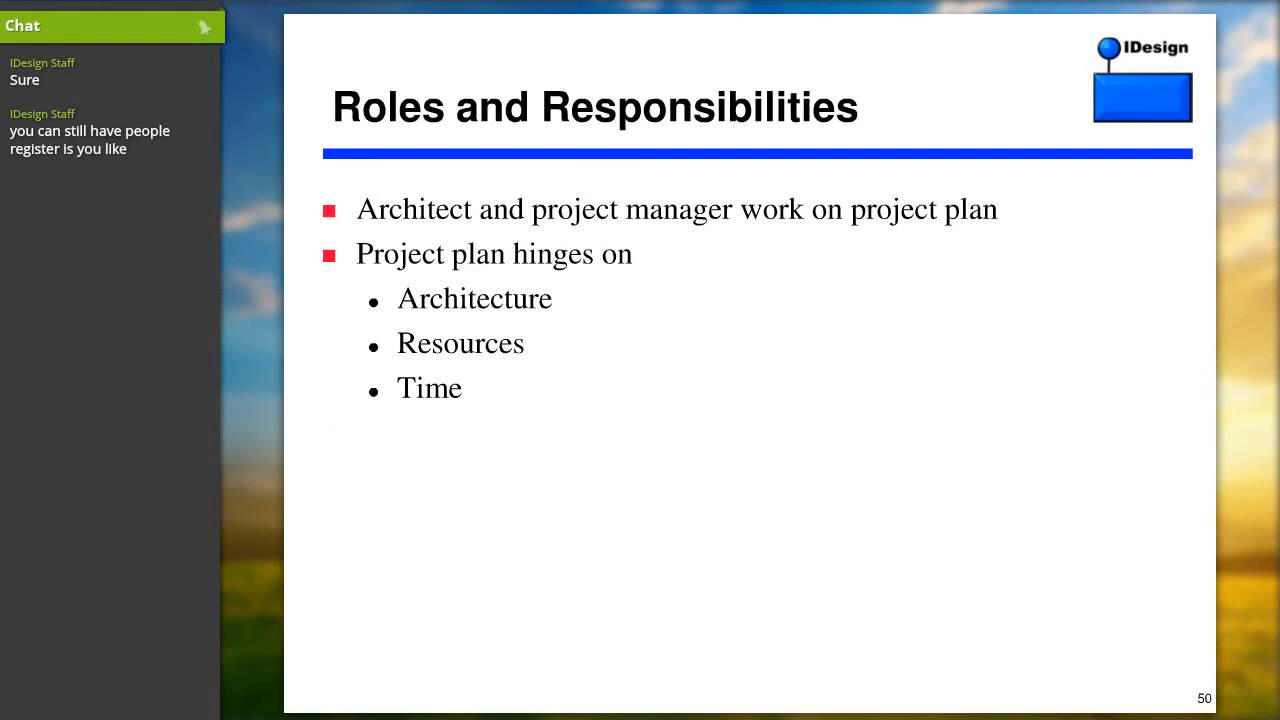 Chat
IDesign Staff
Sure
IDesign Staff
you can still have people
register is you like
IDesign
Roles and Responsibilities
Architect and project manager work on project plan
Project plan hinges on
Architecture
Resources
Time
50